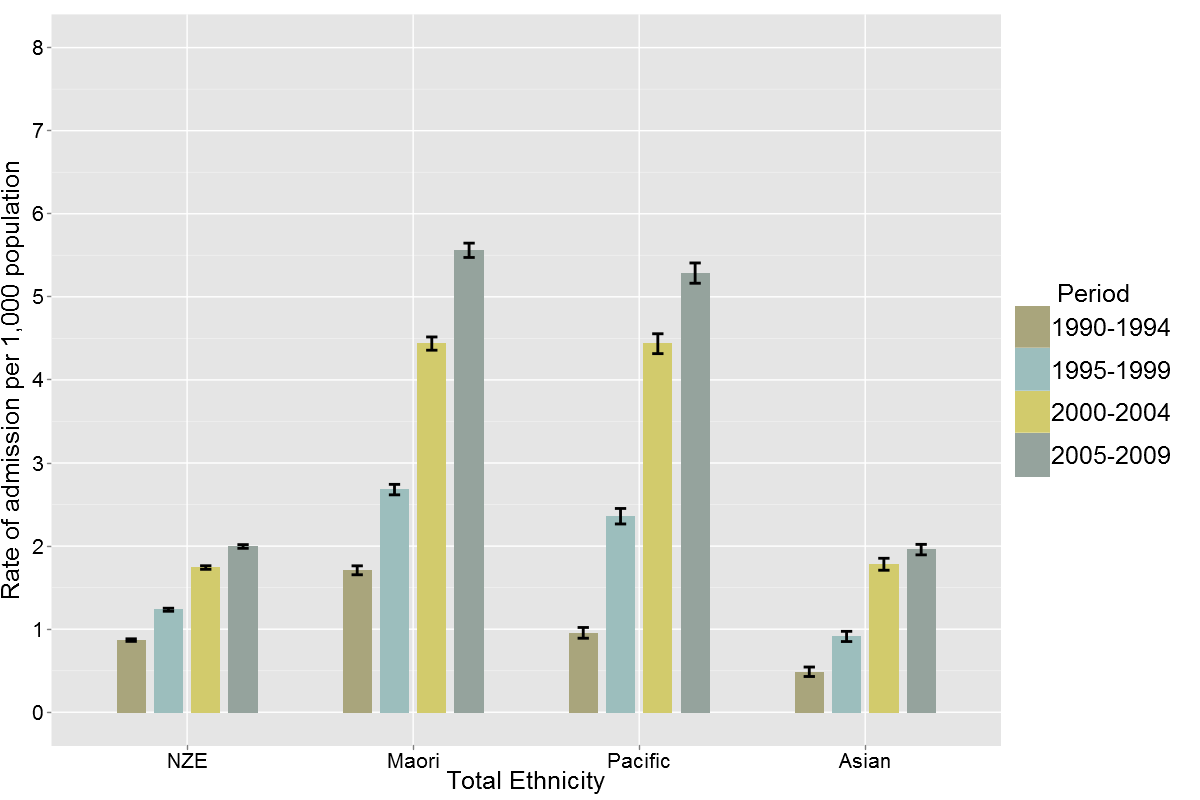 8
7
6
5
4
3
2
1
0
Rate of admission per 1,000 population
NZE
Maori
Pacific
Asian
Total Ethnicity
Period
1990-1994
1995-1999
2000-2004
2005-2009